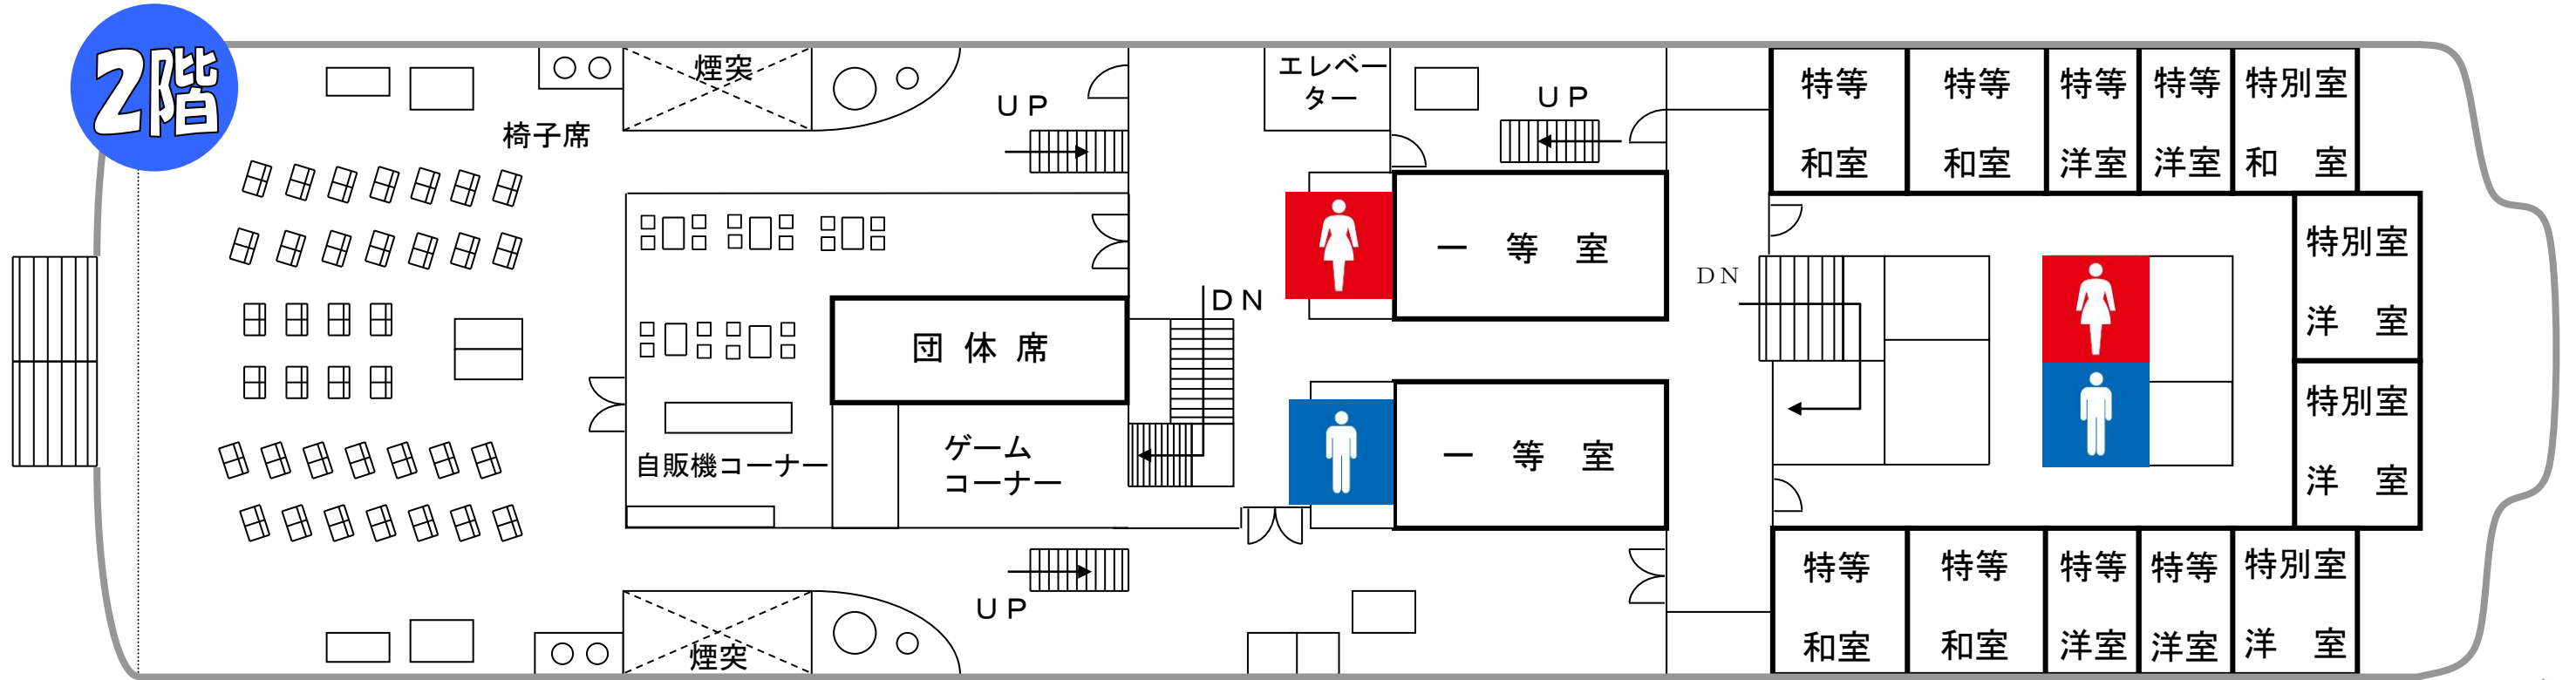 2階
煙突
椅子席
UP
エレベー
ター
UP
特等
和室
特等
和室
特等
洋室
特等
洋室
特別室
和 室
一 等 室
DN
DN
団 体 席
特別室
洋 室
特別室
洋 室
自販機コーナー
ゲーム
コーナー
一 等 室
UP
煙突
特等
和室
特等
和室
特等
洋室
特等
洋室
特別室
洋 室